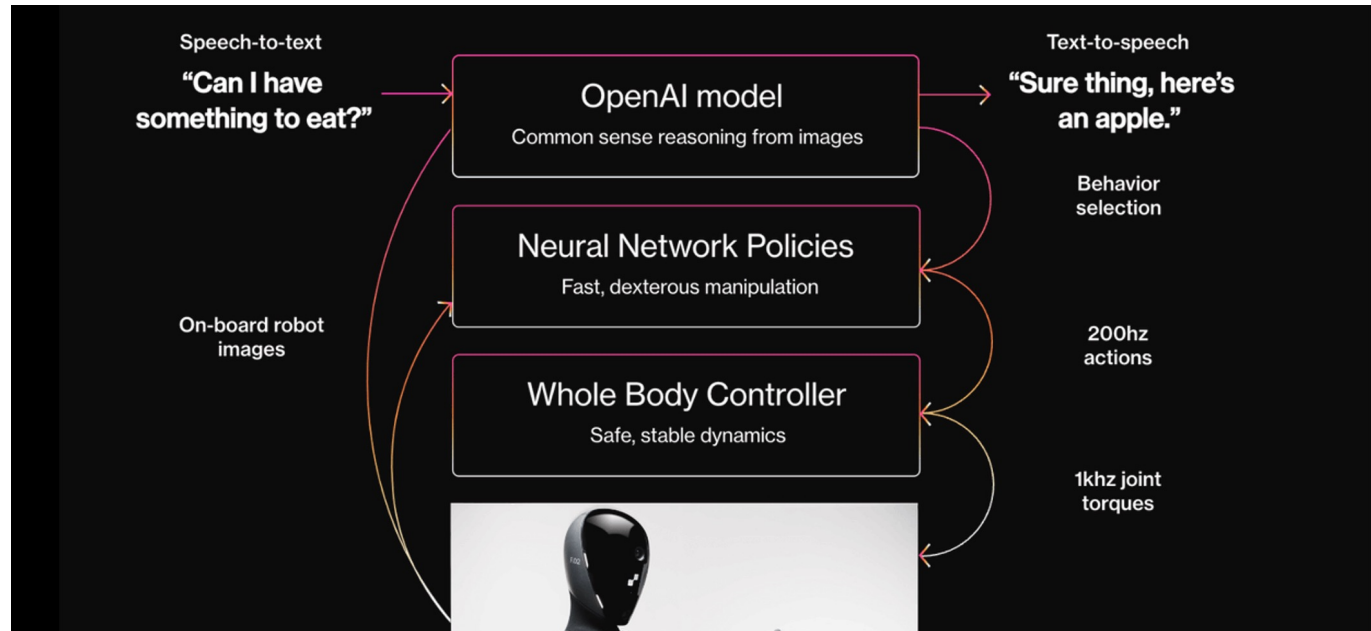 Speech-to-text
“Can I have
something to eat?”
OpenAI model
Common sense reasoning from images
Text-to-speech
“Sure thing, here’s
an apple.”
Behavior
selection
Neural Network Policies
Fast, dexterous manipulation
On-board robot
images
200hz
actions
Whole Body Controller
Safe, stable dynamics
1khz joint
torques